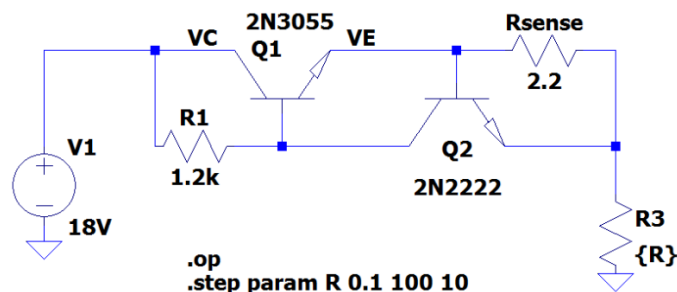 2N3055
Rsense
VC
Q1
VE
2.2
R1
V1
1.2k
Q2
2N2222
18V
R3
{R}
.op
.step param R 0.1 100 10